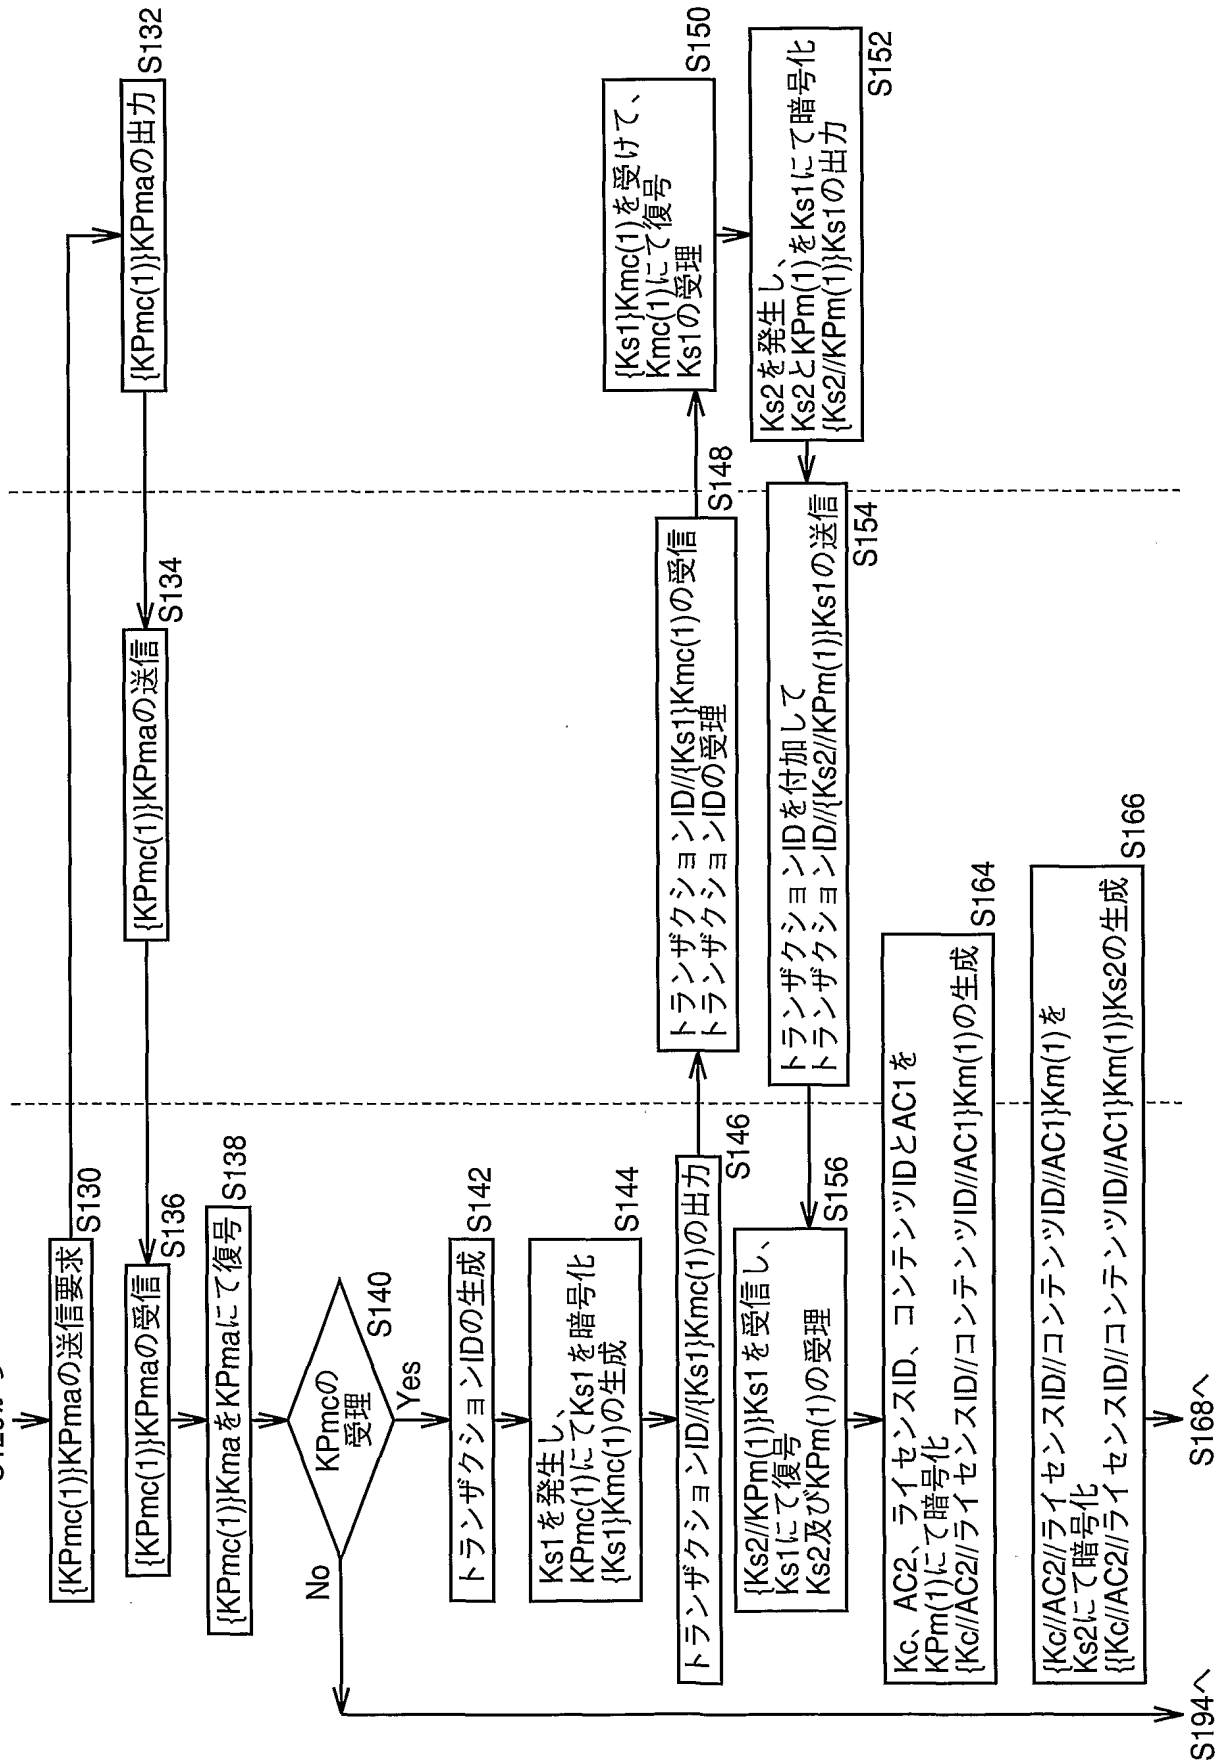 {KPmc(1)}KPmaの送信要求
S130
{KPmc(1)}KPmaの出力
S132
{KPmc(1)}KPmaの送信
S134
{KPmc(1)}KPmaの受信
S136
{KPmc(1)}KmaをKPmaにて復号
S138
KPmcの
受理
S140
No
Yes
トランザクションIDの生成
S142
Ks1を発生し、
KPmc(1)にてKs1を暗号化
{Ks1}Kmc(1)の生成
S144
トランザクションID//{Ks1}Kmc(1)の出力
S146
トランザクションID//{Ks1}Kmc(1)の受信
トランザクションIDの受理
S148
{Ks1}Kmc(1)を受けて、
Kmc(1)にて復号
Ks1の受理
S150
Ks2を発生し、
Ks2とKPm(1)をKs1にて暗号化
{Ks2//KPm(1)}Ks1の出力
S152
トランザクションIDを付加して
トランザクションID//{Ks2//KPm(1)}Ks1の送信
S154
{Ks2//KPm(1)}Ks1を受信し、
Ks1にて復号
Ks2及びKPm(1)の受理
S156
Kc、AC2、ライセンスID、コンテンツIDとAC1を
KPm(1)にて暗号化
{Kc//AC2//ライセンスID//コンテンツID//AC1}Km(1)の生成
S164
{Kc//AC2//ライセンスID//コンテンツID//AC1}Km(1)を
Ks2にて暗号化
{{Kc//AC2//ライセンスID//コンテンツID//AC1}Km(1)}Ks2の生成
S166
S194へ
S168へ